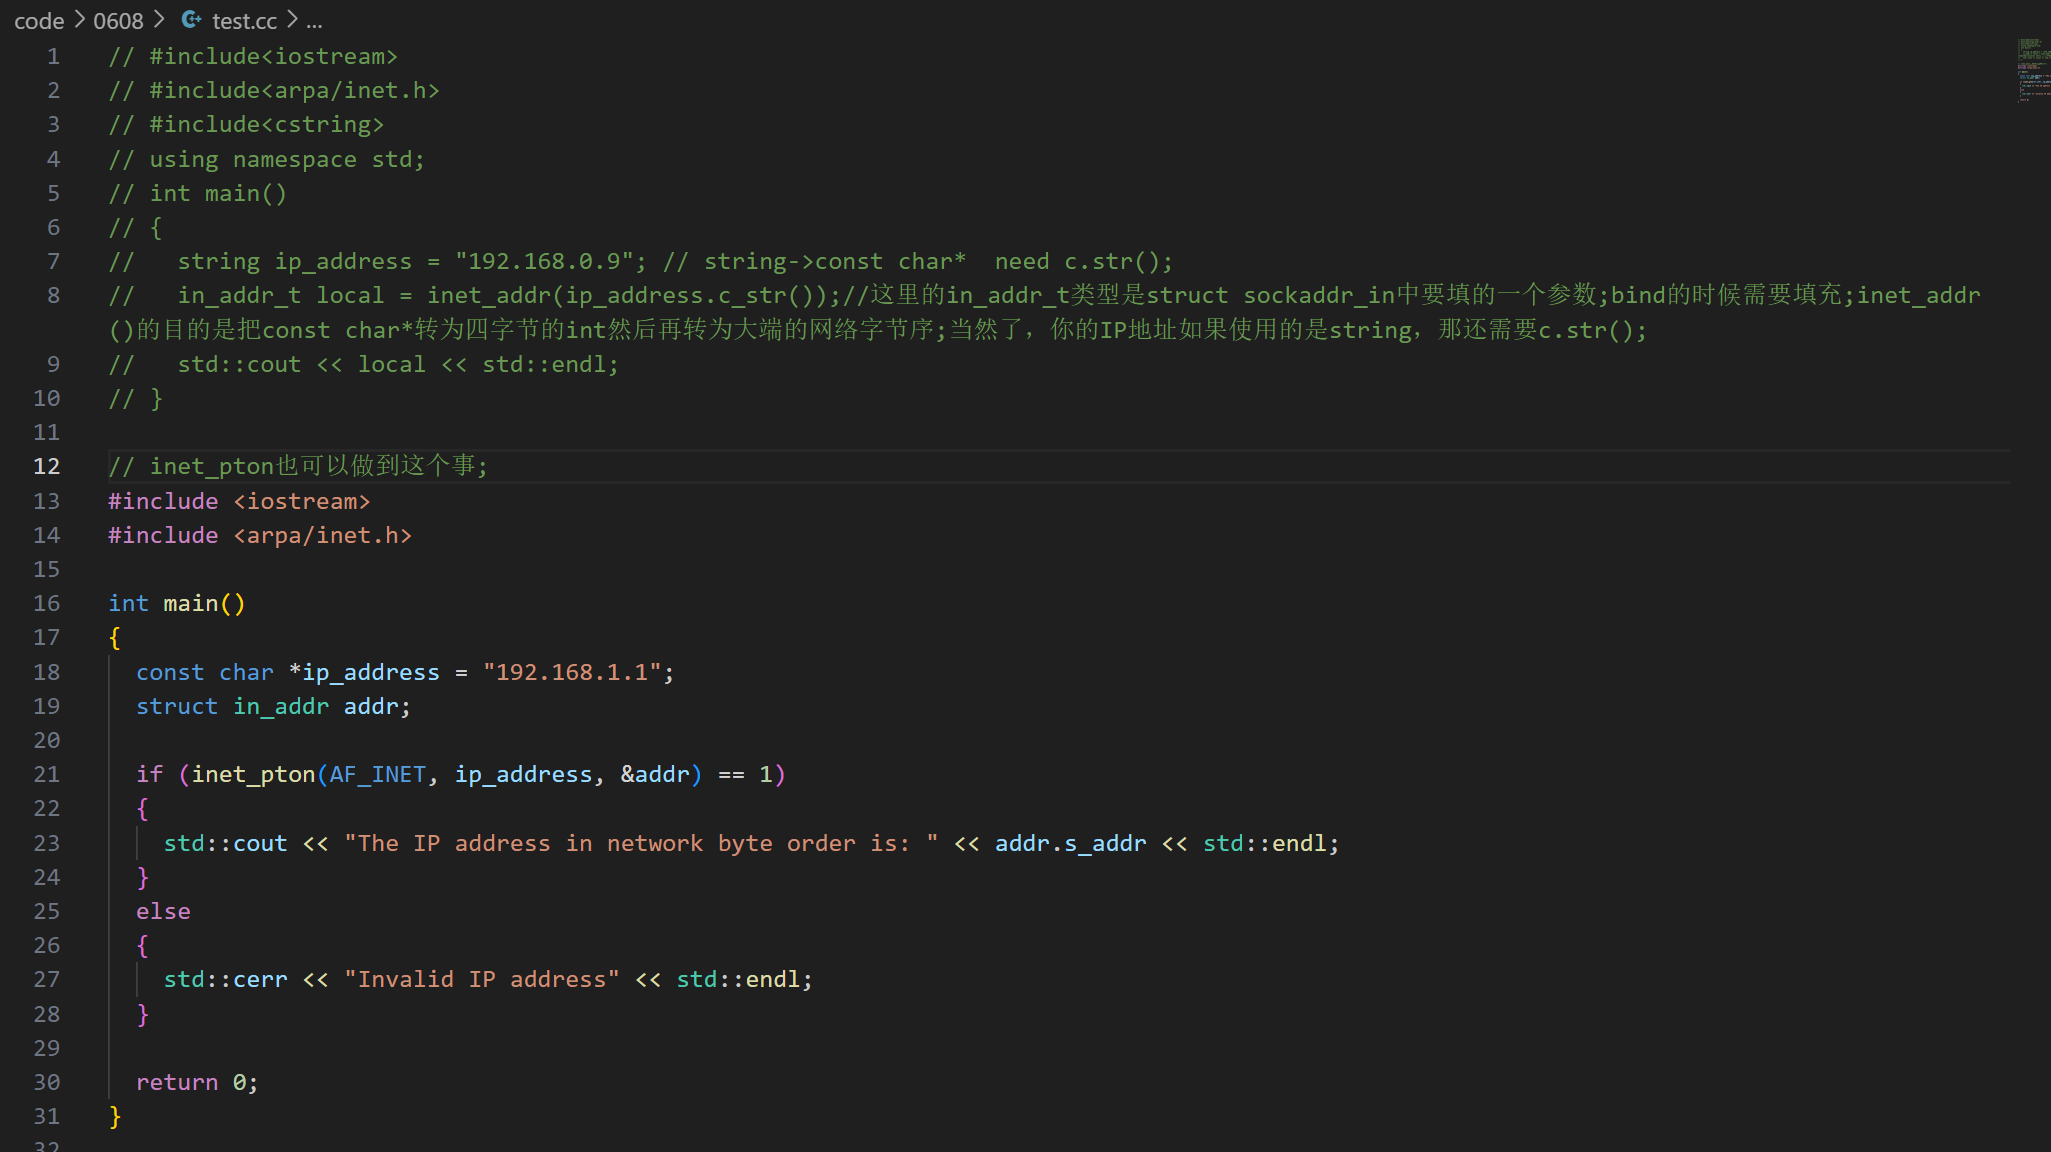 code > 0608 > test.cc > ...
1 // #include<iostream>
2 // #include<arpa/inet.h>
3 // #include<cstring>
4 // using namespace std;
5 // int main()
6 // {
7 //   string ip_address = "192.168.0.9"; // string->const char*  need c.str();
8 //   in_addr_t local = inet_addr(ip_address.c_str());//这里的in_addr_t类型是struct sockaddr_in中要填的一个参数;bind的时候需要填充;inet_addr
()的目的是把const char*转为四字节的int然后再转为大端的网络字节序;当然了，你的IP地址如果使用的是string，那还需要c.str();
9 //   std::cout << local << std::endl;
10 // }
11
12 // inet_pton也可以做到这个事;
13 #include <iostream>
14 #include <arpa/inet.h>
15
16 int main()
17 {
18   const char *ip_address = "192.168.1.1";
19   struct in_addr addr;
20
21   if (inet_pton(AF_INET, ip_address, &addr) == 1)
22   {
23     std::cout << "The IP address in network byte order is: " << addr.s_addr << std::endl;
24   }
25   else
26   {
27     std::cerr << "Invalid IP address" << std::endl;
28   }
29
30   return 0;
31 }
32